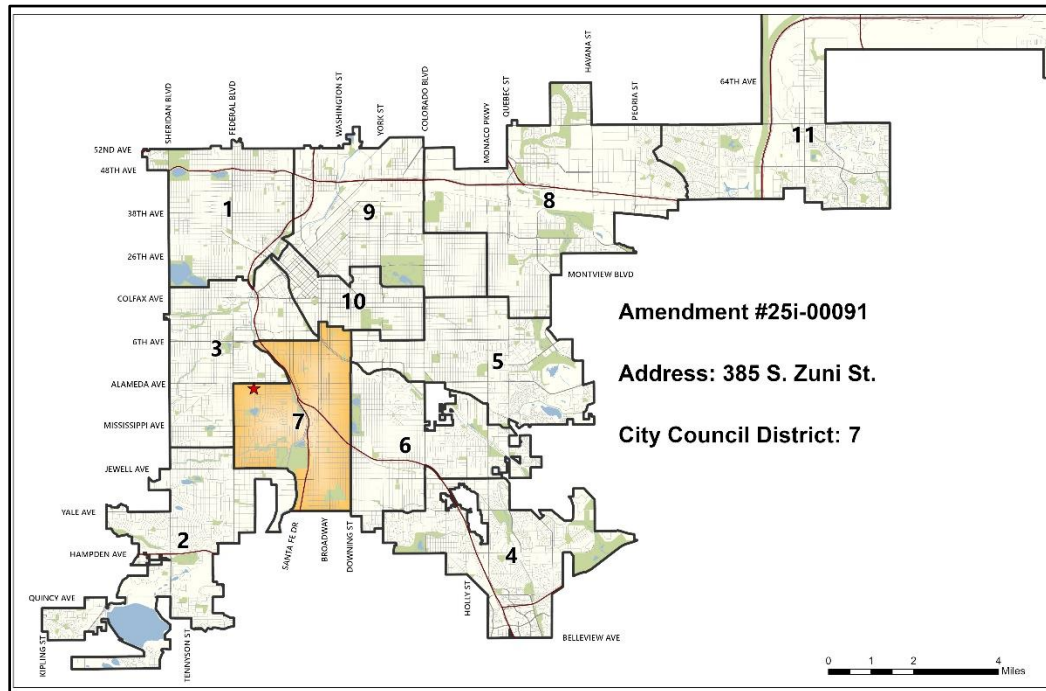 SHERIDAN BLVD
FEDERAL BLVD
WASHINGTON ST
YORK ST
COLORADO BLVD
MONACO PKWY
QUEBEC ST
HAVANA ST
PEORIA ST
64TH AVE
52ND AVE
48TH AVE
38TH AVE
26TH AVE
COLFAX AVE
6TH AVE
ALAMEDA AVE
MISSISSIPPI AVE
JEWELL AVE
YALE AVE
HAMPDEN AVE
QUINCY AVE
KIPLING ST
TENNYSON ST
SANTA FE DR
BROADWAY
DOWNING ST
HOLLY ST
BELLEVIEW AVE
MONTVIEW BLVD
1
9
8
11
10
3
7
5
6
2
4
Amendment #25i-00091
Address: 385 S. Zuni St.
City Council District: 7
0 1 2 4
Miles